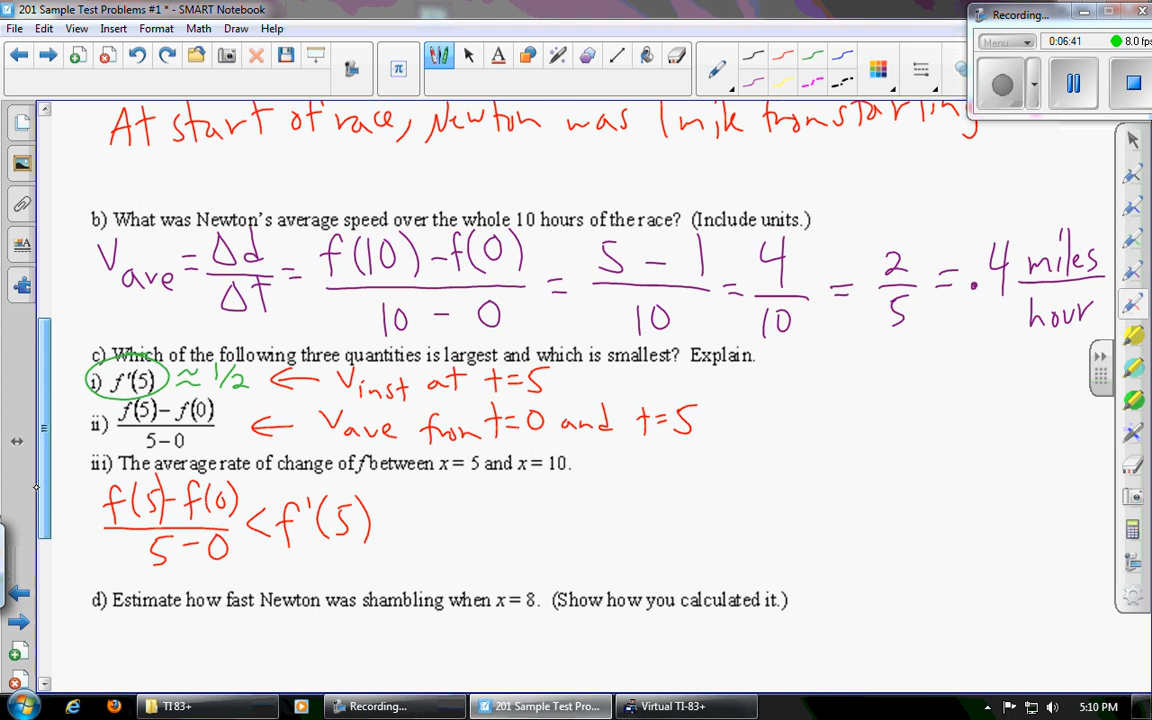 201 Sample Test Problems #1 * - SMART Notebook
Recording...
File Edit View Insert Format Math Draw Help
Menu 0:06:41 8.0 fps
At start of race, Newton was 1 mile from starting
b) What was Newton's average speed over the whole 10 hours of the race? (Include units.)
Vave = Δd/ΔT = f(10) - f(0)/10 - 0 = 5 - 1/10 = 4/10 = 2/5 = .4 miles/hour
c) Which of the following three quantities is largest and which is smallest? Explain.
i) f'(5) ≈ 1/2 ← Vinst at t=5
ii) f(5) - f(0)/5-0 ← Vave from t=0 and t=5
iii) The average rate of change of f between x = 5 and x = 10.
f(5) - f(0)/5-0 < f'(5)
d) Estimate how fast Newton was shambling when x = 8. (Show how you calculated it.)
TI 83+ Recording... 201 Sample Test Pro... Virtual TI-83+ 5:10 PM